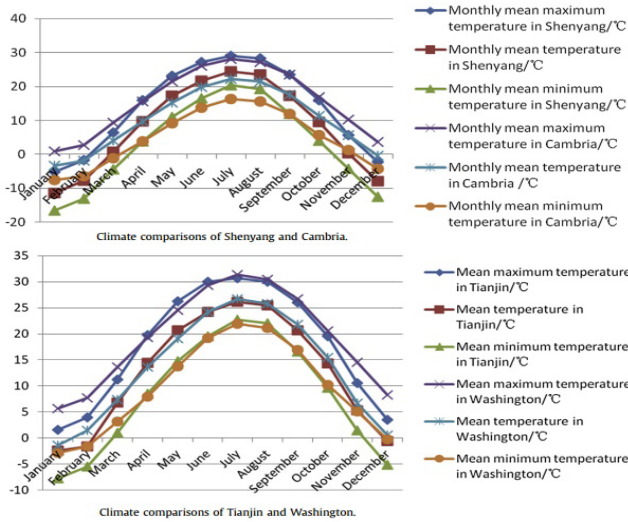 40
30
20
10
0
-10
-20
January
February
March
April
May
June
July
August
September
October
November
December
Monthly mean maximum
temperature in Shenyang/℃
Monthly mean temperature
in Shenyang/℃
Monthly mean minimum
temperature in Shenyang/℃
Monthly mean maximum
temperature in Cambria/℃
Monthly mean temperature
in Cambria /℃
Monthly mean minimum
temperature in Cambria/℃
Climate comparisons of Shenyang and Cambria.
35
30
25
20
15
10
5
0
-5
-10
January
February
March
April
May
June
July
August
September
October
November
December
Mean maximum temperature
in Tianjin/℃
Mean temperature in
Tianjin/℃
Mean minimum temperature
in Tianjin/℃
Mean maximum temperature
in Washington/℃
Mean temperature in
Washington/℃
Mean minimum temperature
in Washington/℃
Climate comparisons of Tianjin and Washington.